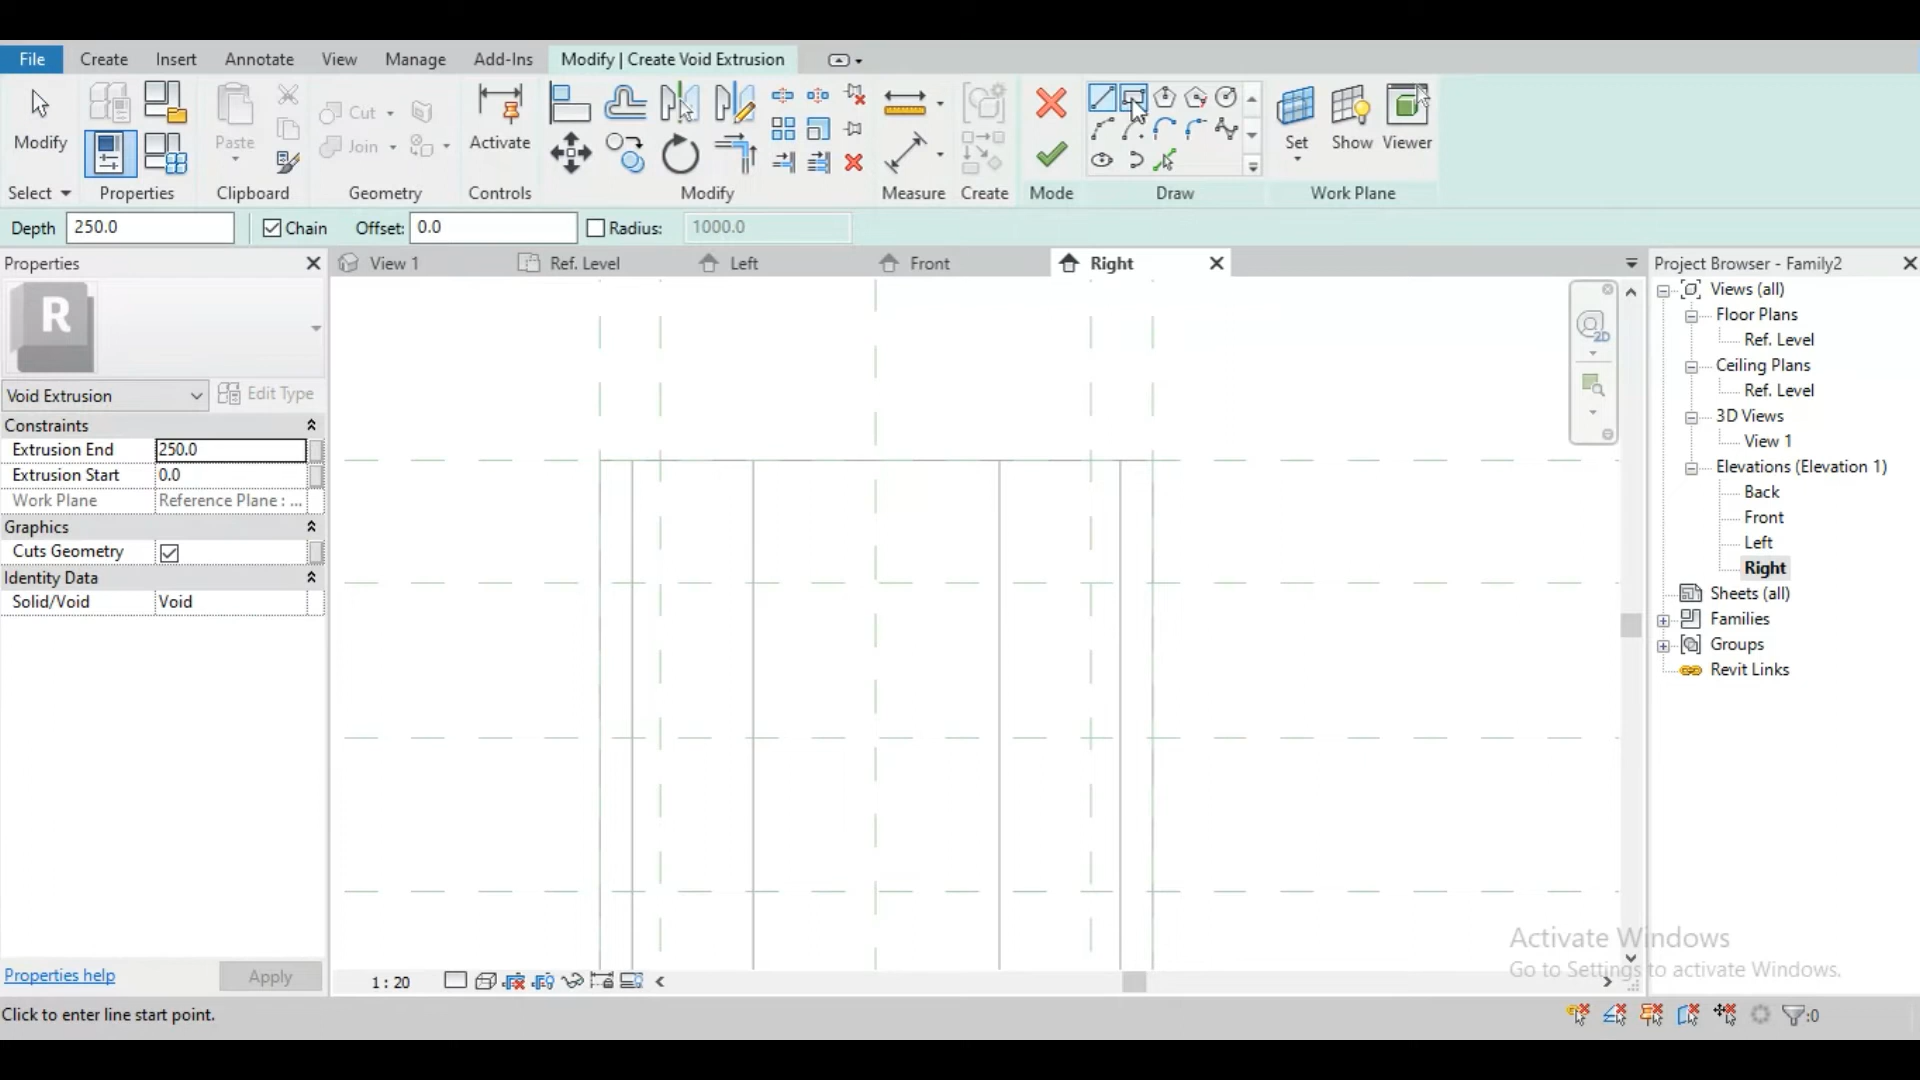 File Create Insert Annotate View Manage Add-Ins Modify | Create Void Extrusion
Modify Paste Cut Join Activate Set Show Viewer
Select Properties Clipboard Geometry Controls Modify Measure Create Mode Draw Work Plane
Depth 250.0 Chain Offset: 0.0 Radius: 1000.0
Properties
View 1 Ref. Level Left Front Right
Project Browser - Family2
R
Void Extrusion Edit Type
Constraints
Extrusion End 250.0
Extrusion Start 0.0
Work Plane Reference Plane : ...
Graphics
Cuts Geometry
Identity Data
Solid/Void Void
Properties help Apply
2D
Views (all)
Floor Plans
Ref. Level
Ceiling Plans
Ref. Level
3D Views
View 1
Elevations (Elevation 1)
Back
Front
Left
Right
Sheets (all)
Families
Groups
Revit Links
Activate Windows
Go to Settings to activate Windows.
1 : 20
Click to enter line start point.
:0